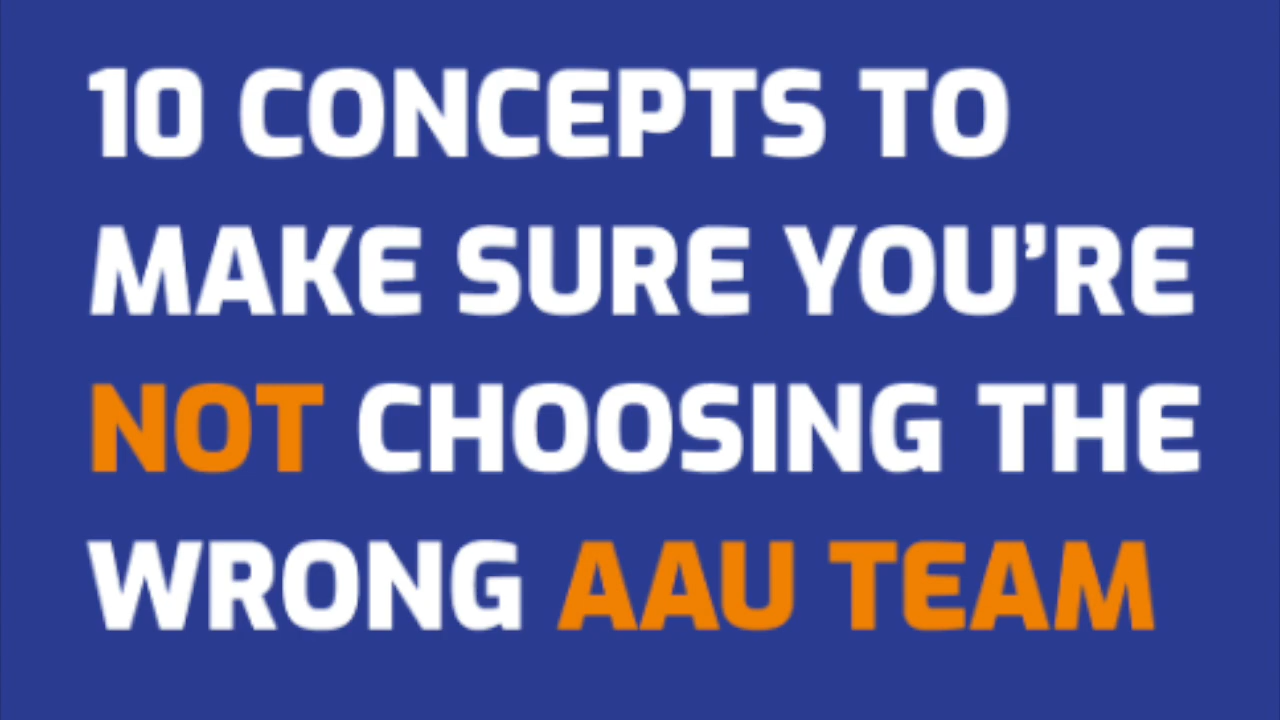 10 CONCEPTS TO
MAKE SURE YOU’RE
NOT CHOOSING THE
WRONG AAU TEAM